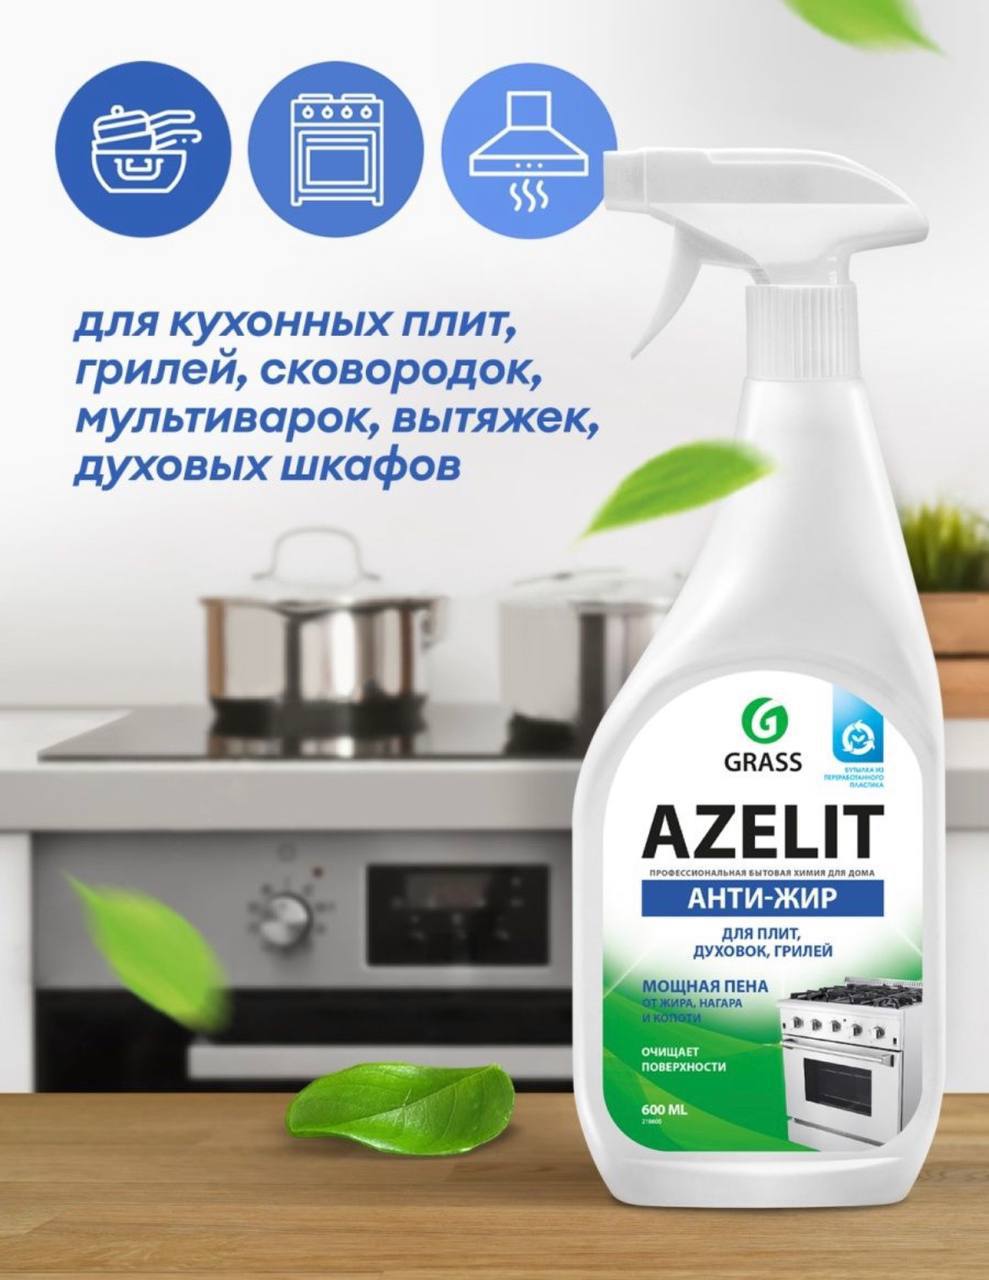 для кухонных плит,
грилей, сковородок,
мультиварок, вытяжек,
духовых шкафов
GRASS
БУТЫЛКА ИЗ
ПЕРЕРАБОТАННОГО
ПЛАСТИКА
AZELIT
ПРОФЕССИОНАЛЬНАЯ БЫТОВАЯ ХИМИЯ ДЛЯ ДОМА
АНТИ-ЖИР
ДЛЯ ПЛИТ,
ДУХОВОК, ГРИЛЕЙ
МОЩНАЯ ПЕНА
ОТ ЖИРА, НАГАРА
И КОПОТИ
ОЧИЩАЕТ
ПОВЕРХНОСТИ
600 ML
218600